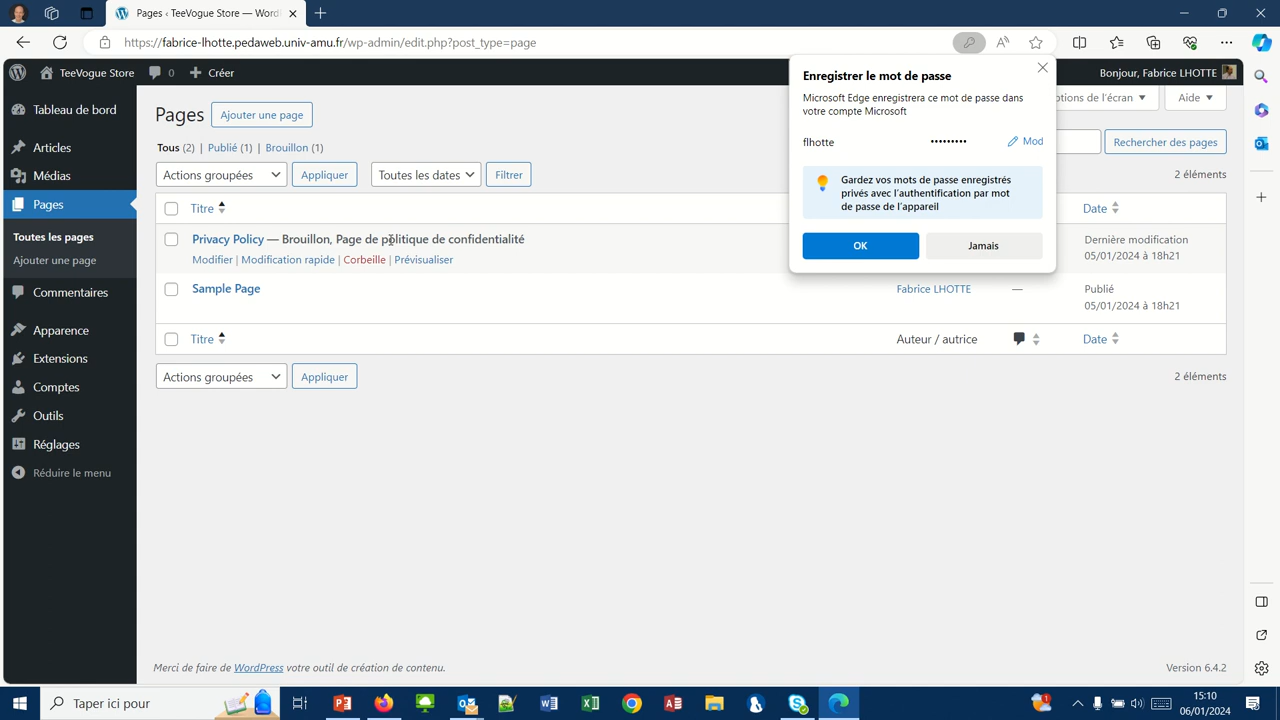 Pages ‹ TeeVogue Store — Word
https://fabrice-lhotte.pedaweb.univ-amu.fr/wp-admin/edit.php?post_type=page
TeeVogue Store 0 Créer
Bonjour, Fabrice LHOTTE
Enregistrer le mot de passe
Microsoft Edge enregistrera ce mot de passe dans
votre compte Microsoft
flhotte ••••••••• Mod
Gardez vos mots de passe enregistrés
privés avec l'authentification par mot
de passe de l'appareil
OK Jamais
Tableau de bord
Articles
Médias
Pages
Toutes les pages
Ajouter une page
Commentaires
Apparence
Extensions
Comptes
Outils
Réglages
Réduire le menu
Pages Ajouter une page
ptions de l'écran Aide
Tous (2) | Publié (1) | Brouillon (1)
Rechercher des pages
Actions groupées Appliquer Toutes les dates Filtrer
2 éléments
Titre Date
Privacy Policy — Brouillon, Page de politique de confidentialité
Modifier | Modification rapide | Corbeille | Prévisualiser
Dernière modification
05/01/2024 à 18h21
Sample Page Fabrice LHOTTE — Publié
05/01/2024 à 18h21
Titre Auteur / autrice Date
Actions groupées Appliquer 2 éléments
Merci de faire de WordPress votre outil de création de contenu. Version 6.4.2
Taper ici pour
1
15:10
06/01/2024